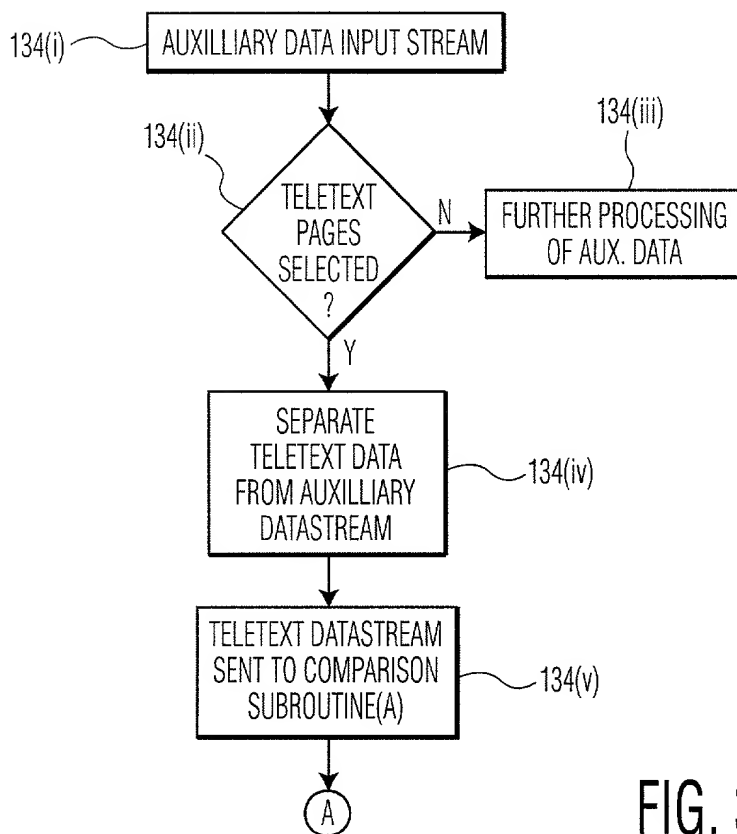 134(i)
AUXILLIARY DATA INPUT STREAM
134(ii)
134(iii)
TELETEXT
PAGES
SELECTED
?
N
FURTHER PROCESSING
OF AUX. DATA
Y
SEPARATE
TELETEXT DATA
FROM AUXILLIARY
DATASTREAM
134(iv)
TELETEXT DATASTREAM
SENT TO COMPARISON
SUBROUTINE(A)
134(v)
A
FIG.